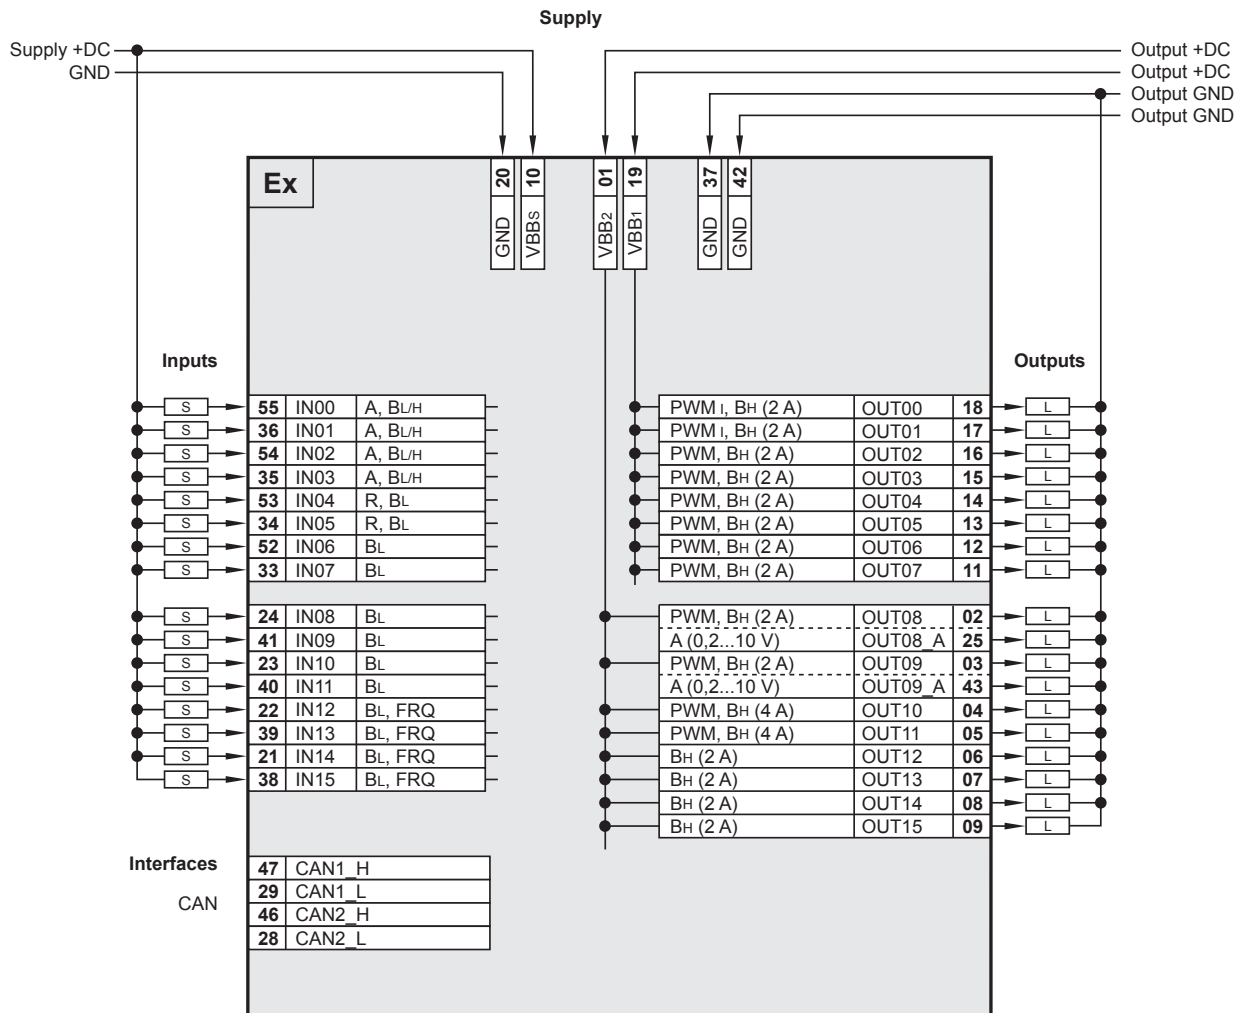 Supply
Supply +DC
GND
Output +DC
Output +DC
Output GND
Output GND
Ex
20 GND
10 VBBS
01 VBB2
19 VBB1
37 GND
42 GND
Inputs
Outputs
S 55 IN00 A, BL/H
S 36 IN01 A, BL/H
S 54 IN02 A, BL/H
S 35 IN03 A, BL/H
S 53 IN04 R, BL
S 34 IN05 R, BL
S 52 IN06 BL
S 33 IN07 BL
S 24 IN08 BL
S 41 IN09 BL
S 23 IN10 BL
S 40 IN11 BL
S 22 IN12 BL, FRQ
S 39 IN13 BL, FRQ
S 21 IN14 BL, FRQ
S 38 IN15 BL, FRQ
PWM I, BH (2 A) OUT00 18 L
PWM I, BH (2 A) OUT01 17 L
PWM, BH (2 A) OUT02 16 L
PWM, BH (2 A) OUT03 15 L
PWM, BH (2 A) OUT04 14 L
PWM, BH (2 A) OUT05 13 L
PWM, BH (2 A) OUT06 12 L
PWM, BH (2 A) OUT07 11 L
PWM, BH (2 A) OUT08 02 L
A (0,2...10 V) OUT08_A 25 L
PWM, BH (2 A) OUT09 03 L
A (0,2...10 V) OUT09_A 43 L
PWM, BH (4 A) OUT10 04 L
PWM, BH (4 A) OUT11 05 L
BH (2 A) OUT12 06 L
BH (2 A) OUT13 07 L
BH (2 A) OUT14 08 L
BH (2 A) OUT15 09 L
Interfaces
CAN
47 CAN1_H
29 CAN1_L
46 CAN2_H
28 CAN2_L